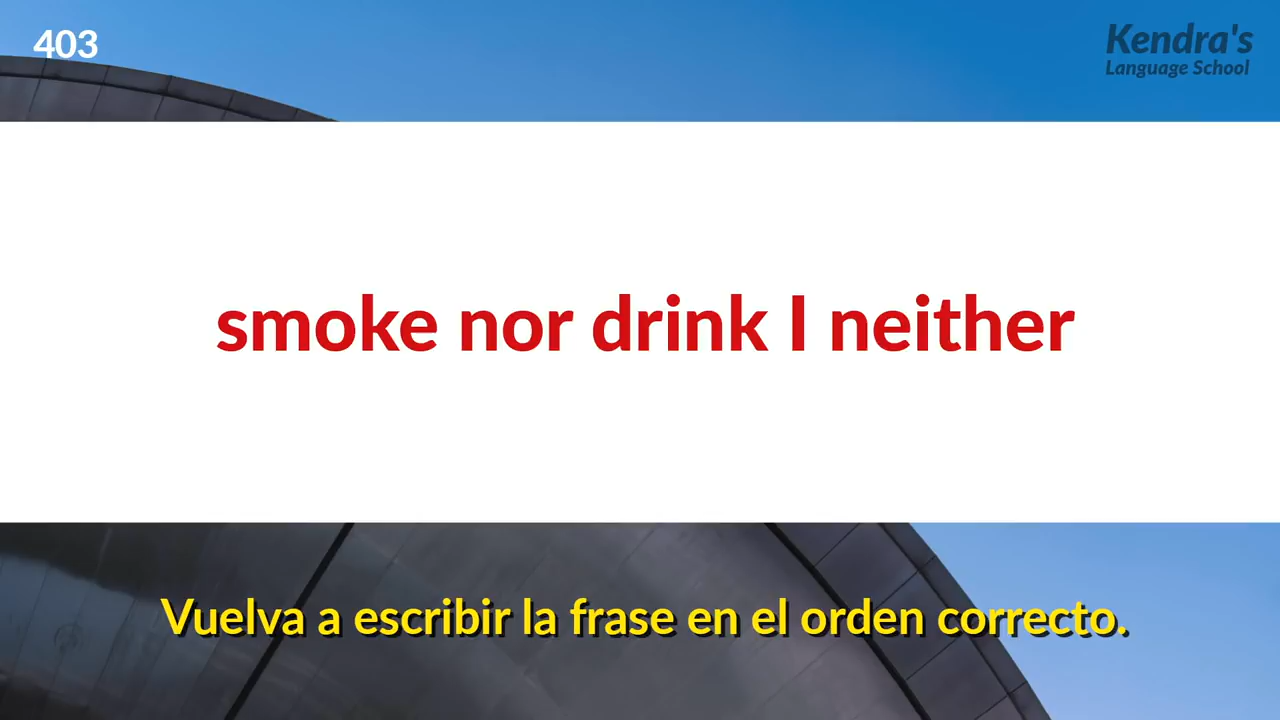 403
Kendra's
Language School
smoke nor drink I neither
Vuelva a escribir la frase en el orden correcto.